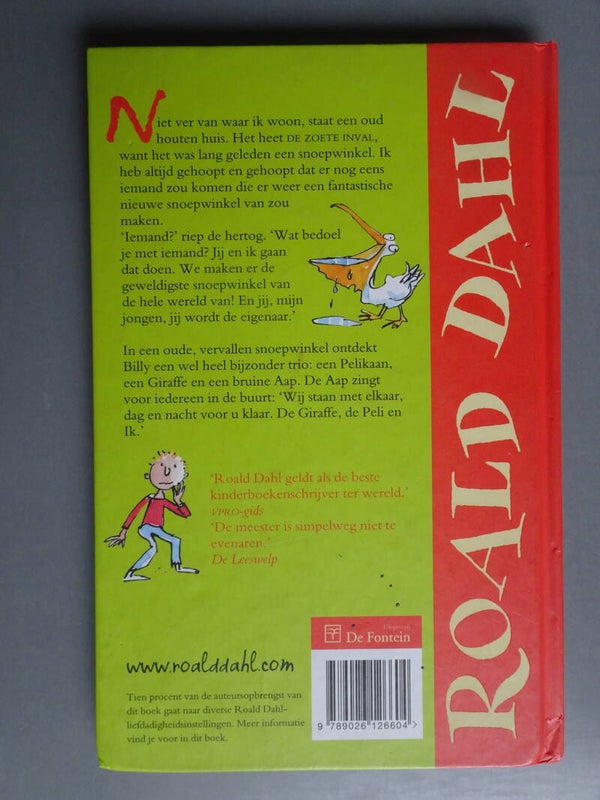 Niet ver van waar ik woon, staat een oud
houten huis. Het heet DE ZOETE INVAL,
want het was lang geleden een snoepwinkel. Ik
heb altijd gehoopt en gehoopt dat er nog eens
iemand zou komen die er weer een fantastische
nieuwe snoepwinkel van zou
maken.
'Iemand?' riep de hertog. 'Wat bedoel
je met iemand? Jij en ik gaan
dat doen. We maken er de
geweldigste snoepwinkel van
de hele wereld van! En jij, mijn
jongen, jij wordt de eigenaar.'
In een oude, vervallen snoepwinkel ontdekt
Billy een wel heel bijzonder trio: een Pelikaan,
een Giraffe en een bruine Aap. De Aap zingt
voor iedereen in de buurt: 'Wij staan met elkaar,
dag en nacht voor u klaar. De Giraffe, de Peli en
Ik.'
'Roald Dahl geldt als de beste
kinderboekenschrijver ter wereld.'
VPRO-gids
'De meester is simpelweg niet te
evenaren.'
De Leeswelp
www.roalddahl.com
Tien procent van de auteursopbrengst van
dit boek gaat naar diverse Roald Dahl-
liefdadigheidsinstellingen. Meer informatie
vind je voor in dit boek.
Uitgeverij
De Fontein
9 789026 126604 >
ROALD DAHL